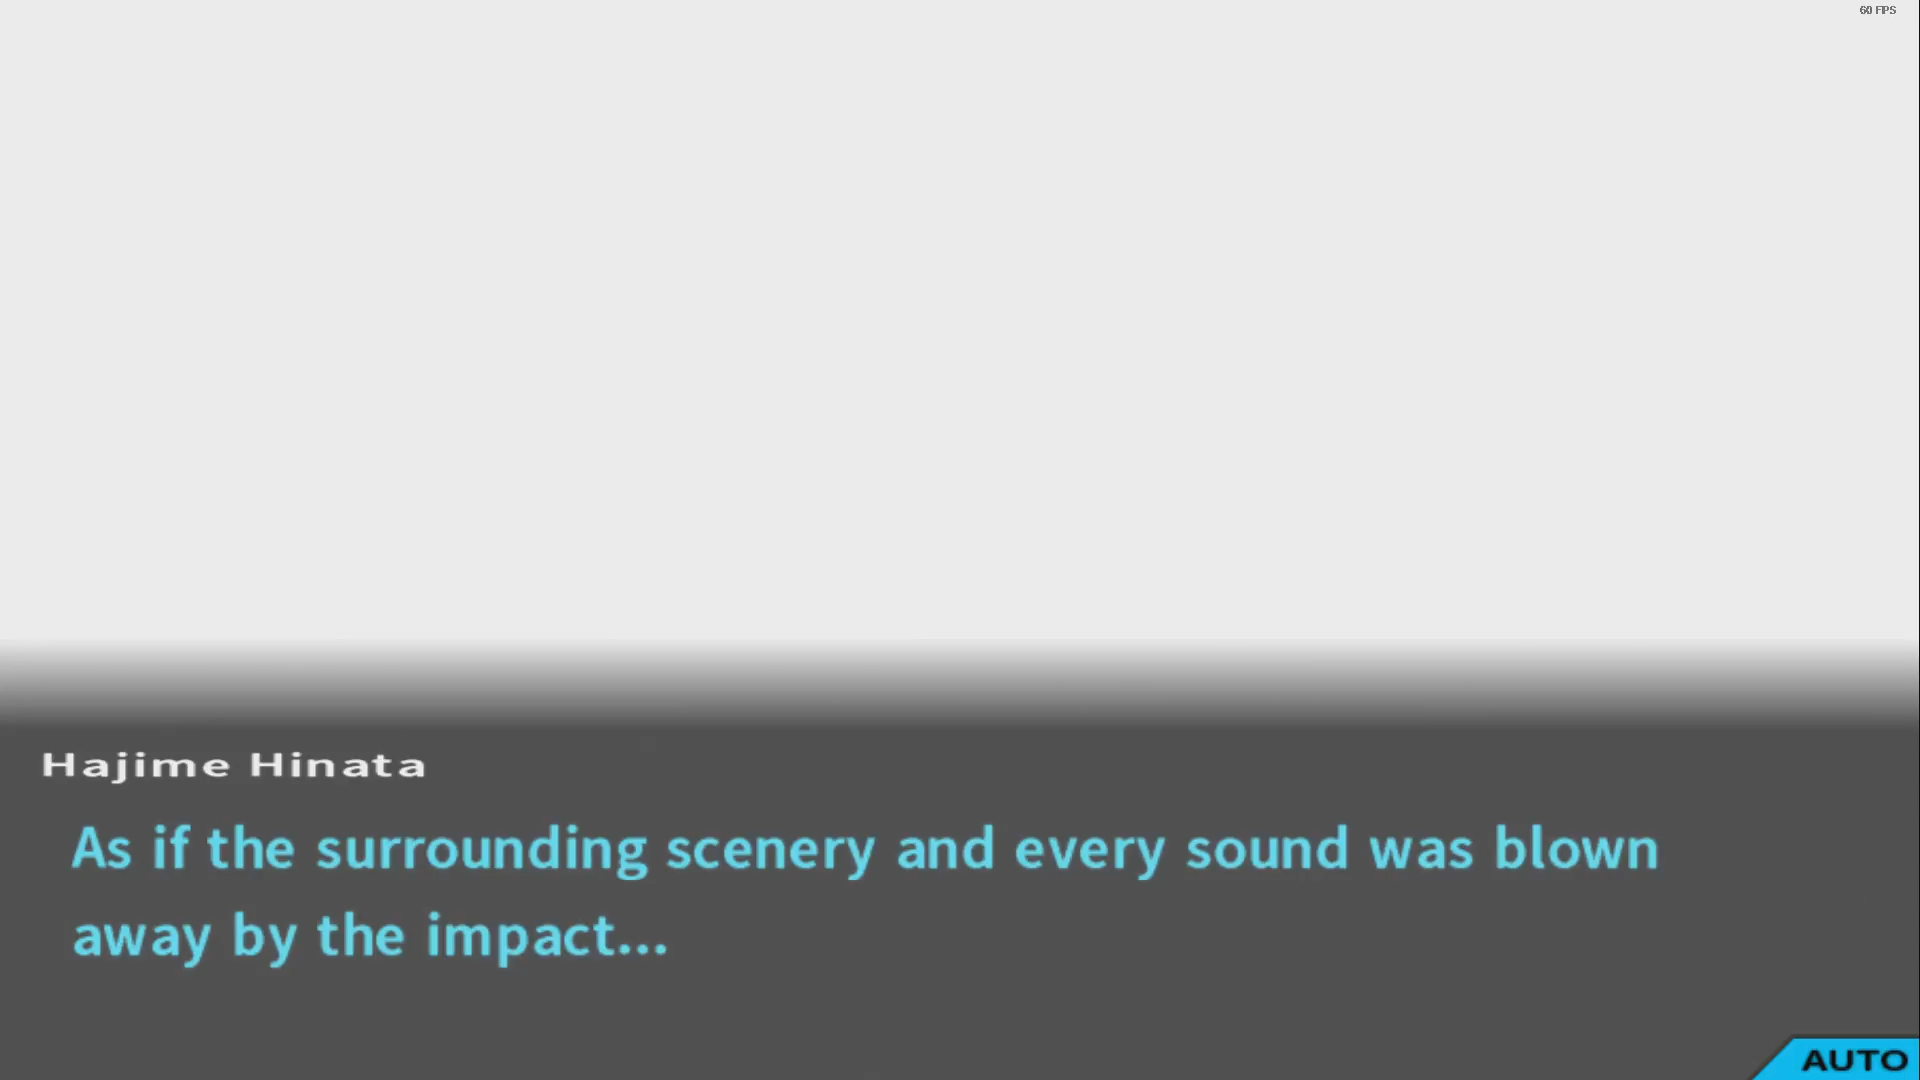 60 FPS
Hajime Hinata
As if the surrounding scenery and every sound was blown
away by the impact...
AUTO